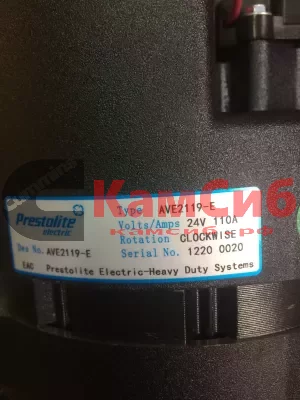 КамСиб
Prestolite
electric
Type AVE2119-E
Volts/Amps 24V 110A
Rotation CLOCKWISE
Des No. AVE2119-E
Serial No. 1220 0020
EAC Prestolite Electric-Heavy Duty Systems